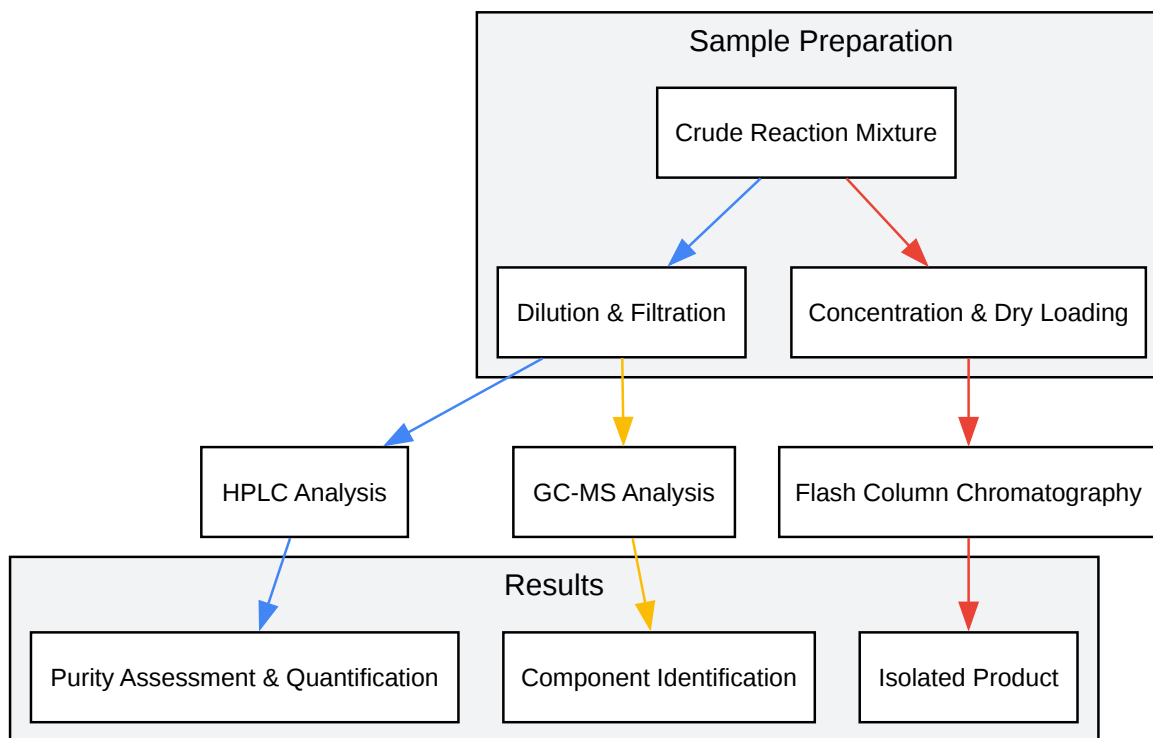 Sample Preparation
Crude Reaction Mixture
Dilution & Filtration
Concentration & Dry Loading
HPLC Analysis
GC-MS Analysis
Flash Column Chromatography
Results
Purity Assessment & Quantification
Component Identification
Isolated Product